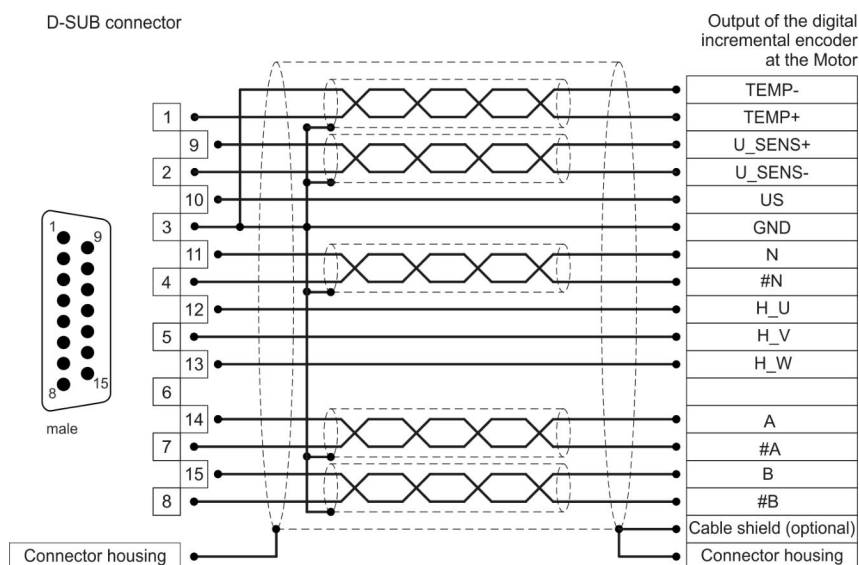 D-SUB connector
Output of the digital
incremental encoder
at the Motor
TEMP-
1
TEMP+
9
U_SENS+
2
U_SENS-
10
US
3
GND
11
N
4
#N
12
H_U
5
H_V
13
H_W
6
14
A
7
#A
15
B
8
#B
Cable shield (optional)
Connector housing
Connector housing
1
9
8
15
male